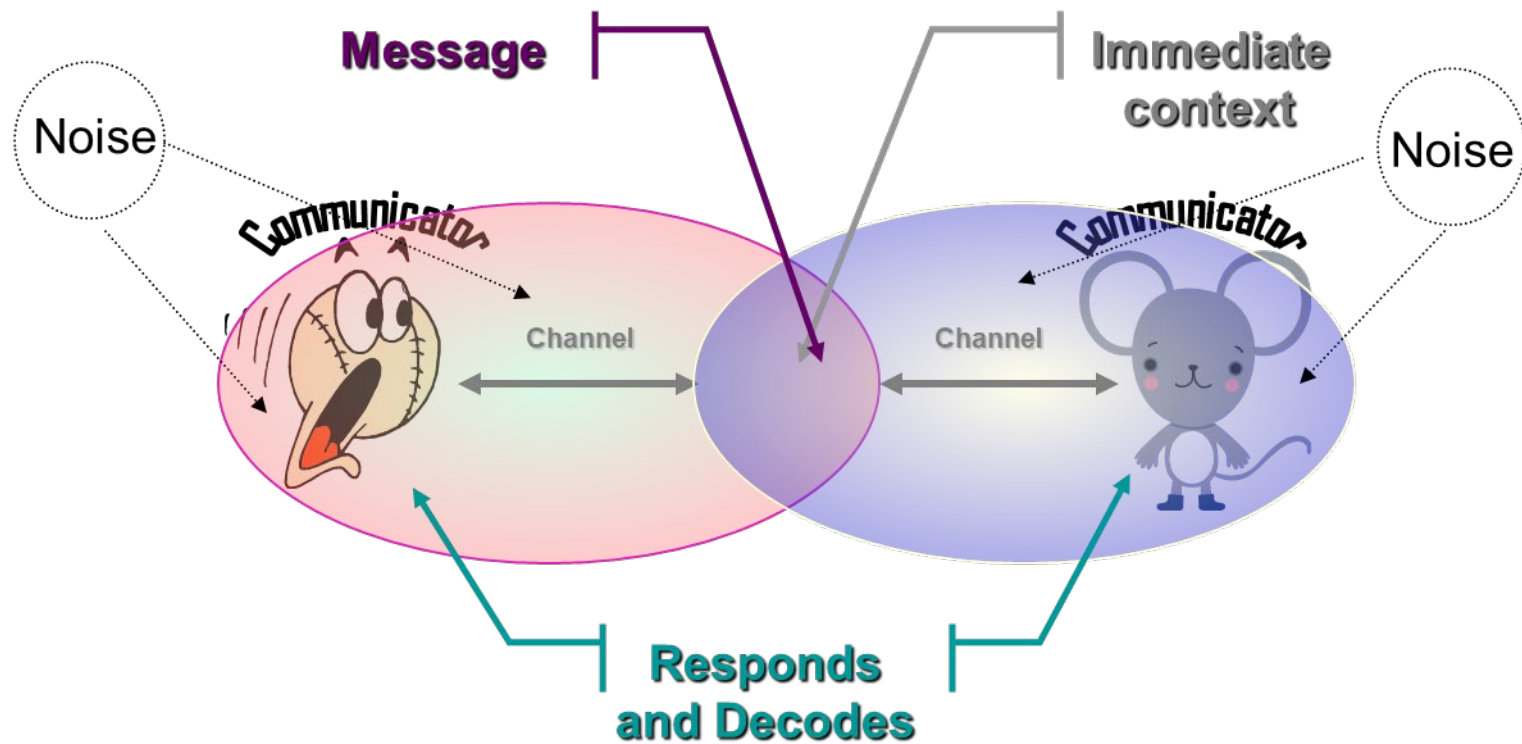 Message
Immediate
context
Noise
Noise
Communicator
Communicator
Channel
Channel
Responds
and Decodes